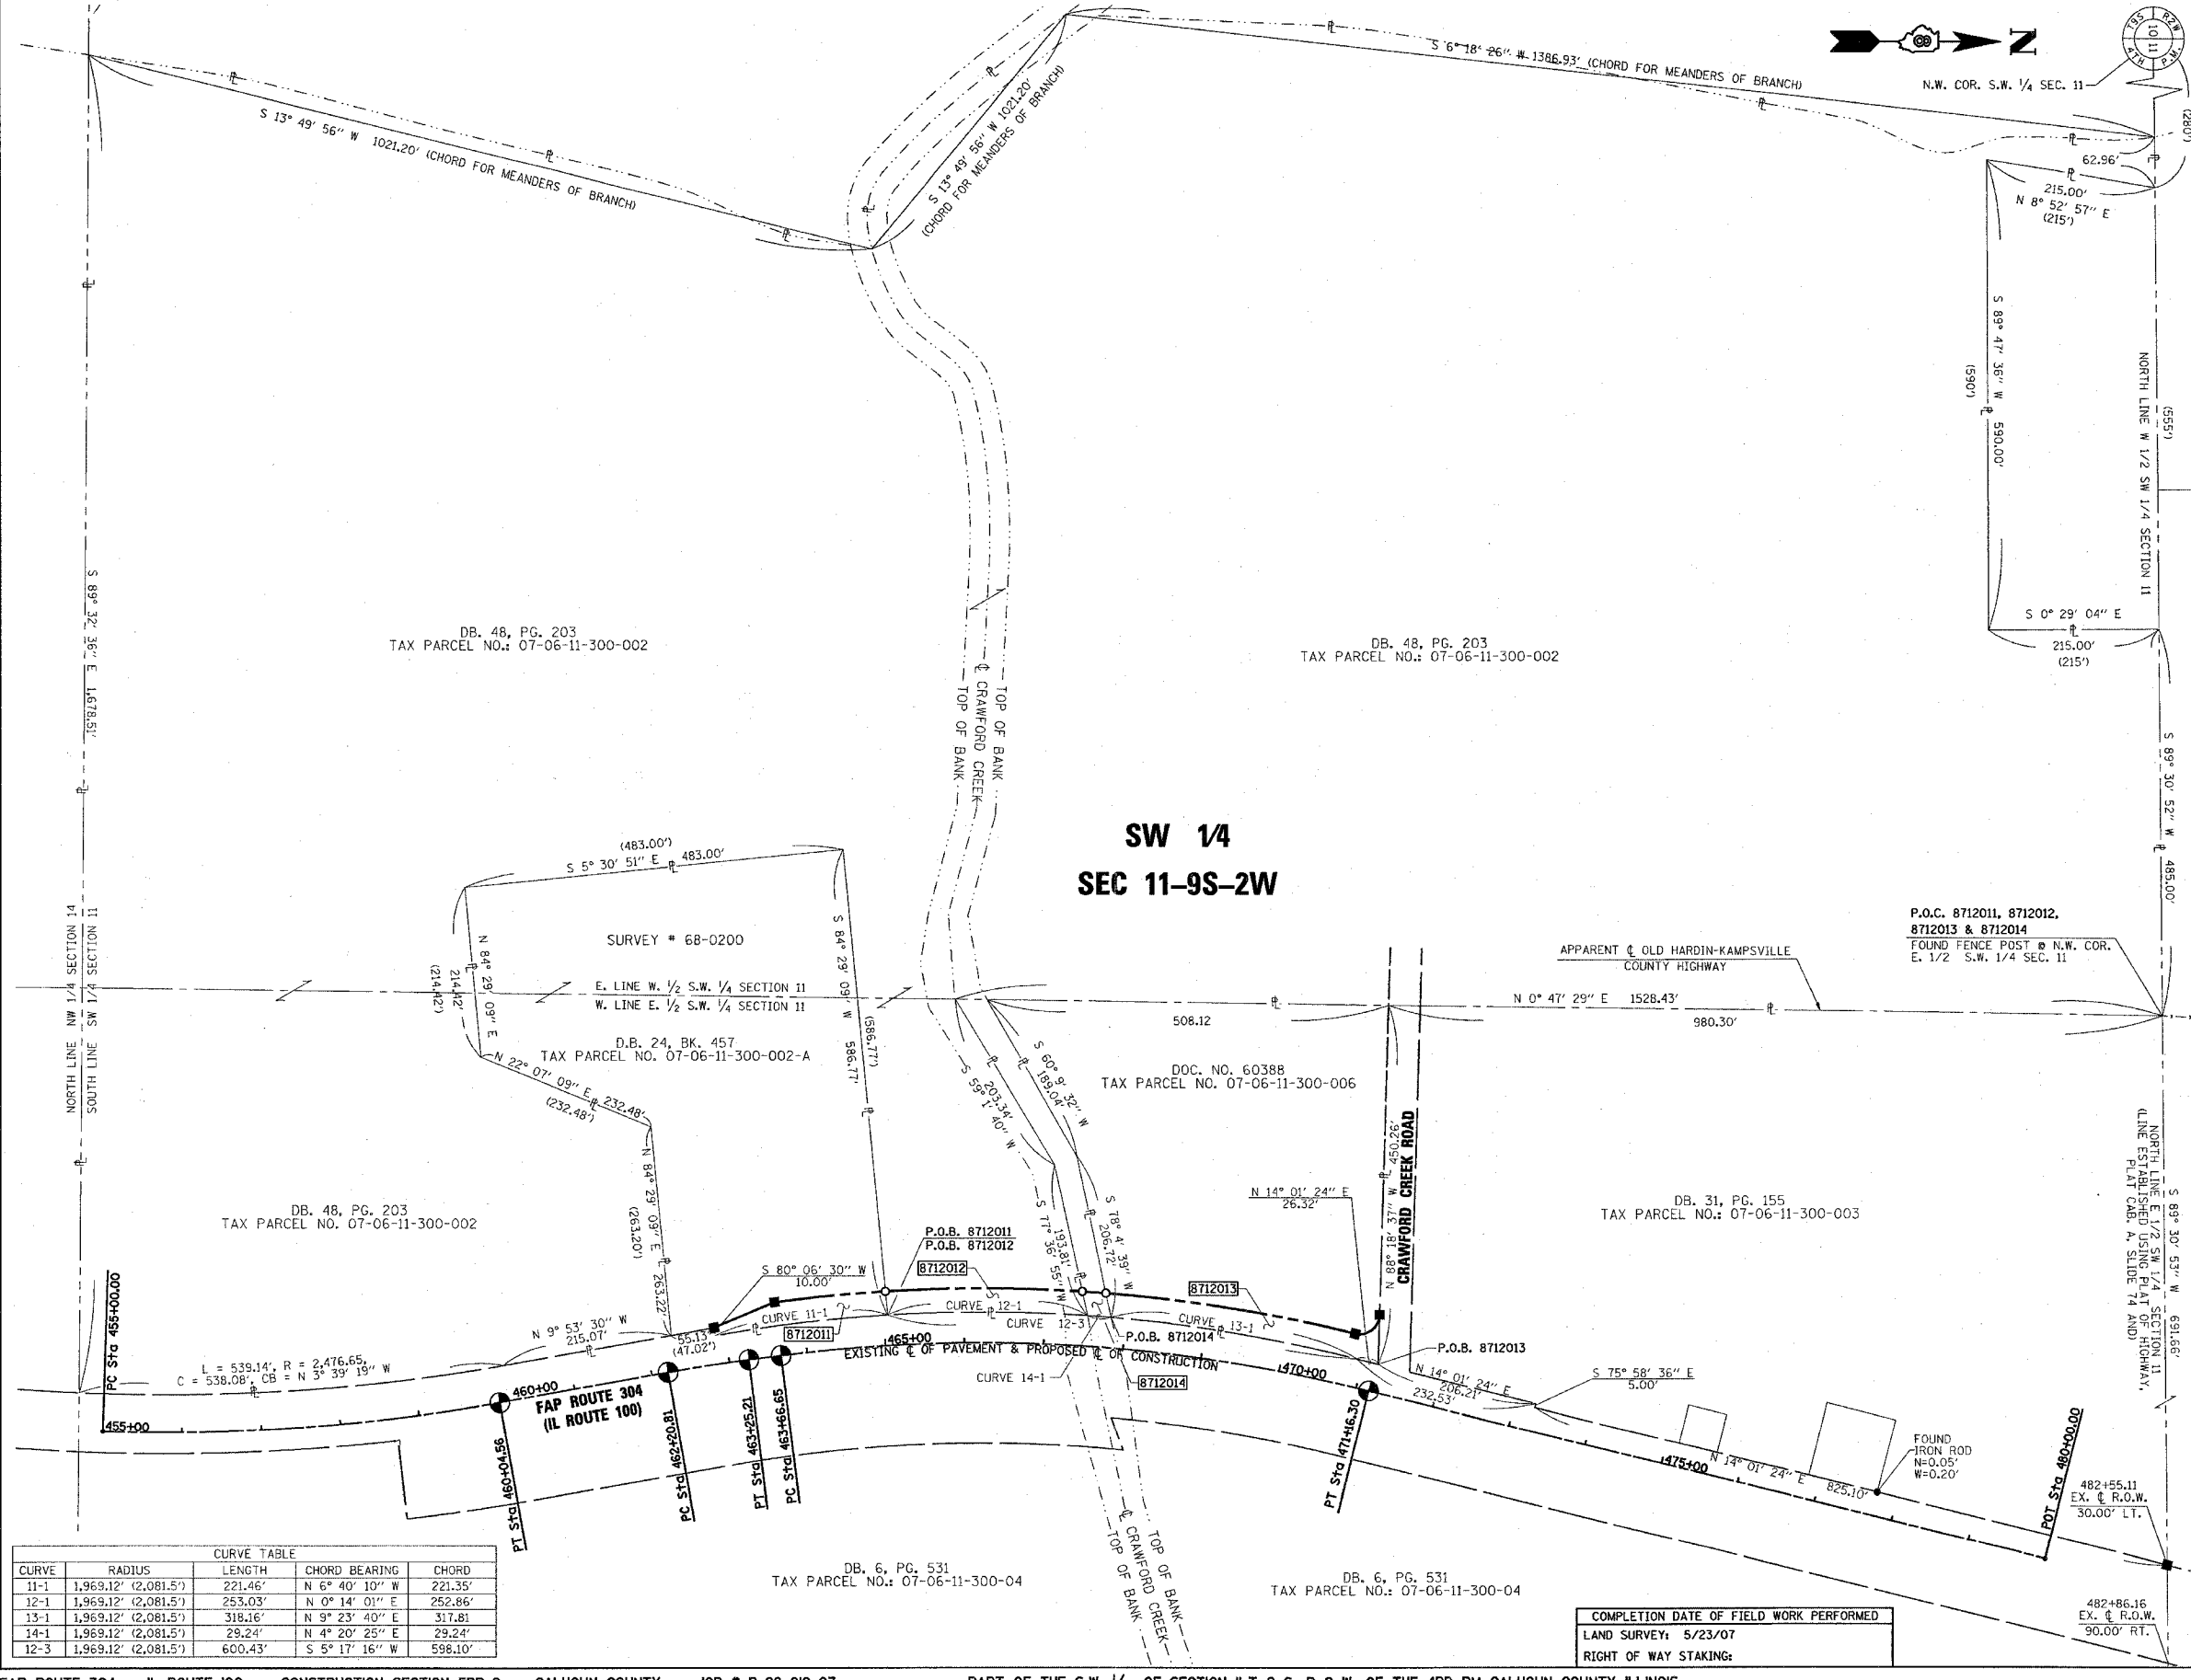 S 13° 49' 56" W 1021.20' (CHORD FOR MEANDERS OF BRANCH)
S 13° 49' 56" W 1021.20'
(CHORD FOR MEANDERS OF BRANCH)
S 6° 18' 26" W 1386.93' (CHORD FOR MEANDERS OF BRANCH)
N
T9S R2W
10 11
4TH P.M.
N.W. COR. S.W. 1/4 SEC. 11
(280')
62.96'
215.00'
N 8° 52' 57" E
(215')
S 89° 47' 36" W 590.00'
(590')
NORTH LINE W 1/2 SW 1/4 SECTION 11
(555')
S 0° 29' 04" E
215.00'
(215')
S 89° 30' 52" W 485.00'
S 89° 32' 36" E 1,678.51'
DB. 48, PG. 203
TAX PARCEL NO.: 07-06-11-300-002
DB. 48, PG. 203
TAX PARCEL NO.: 07-06-11-300-002
TOP OF BANK
℄ CRAWFORD CREEK
TOP OF BANK
SW 1/4
SEC 11-9S-2W
(483.00')
S 5° 30' 51" E 483.00'
SURVEY # 68-0200
N 84° 29' 09" E
214.42'
(214.42')
S 84° 29' 09" W 586.77'
(586.77')
E. LINE W. 1/2 S.W. 1/4 SECTION 11
W. LINE E. 1/2 S.W. 1/4 SECTION 11
D.B. 24, BK. 457
TAX PARCEL NO. 07-06-11-300-002-A
N 22° 07' 09" E 232.48'
(232.48')
NORTH LINE NW 1/4 SECTION 14
SOUTH LINE SW 1/4 SECTION 11
P.O.C. 8712011, 8712012,
8712013 & 8712014
FOUND FENCE POST @ N.W. COR.
E. 1/2 S.W. 1/4 SEC. 11
APPARENT ℄ OLD HARDIN-KAMPSVILLE
COUNTY HIGHWAY
N 0° 47' 29" E 1528.43'
508.12
980.30'
S 60° 9' 32" W
189.04'
203.34'
S 59° 1' 40" W
DOC. NO. 60388
TAX PARCEL NO. 07-06-11-300-006
N 84° 29' 09" E 263.22'
(263.20')
DB. 48, PG. 203
TAX PARCEL NO. 07-06-11-300-002
S 78° 4' 39" W
206.72'
193.81'
S 77° 36' 55" W
N 14° 01' 24" E
26.32'
N 88° 18' 37" W 450.26'
CRAWFORD CREEK ROAD
DB. 31, PG. 155
TAX PARCEL NO.: 07-06-11-300-003
NORTH LINE E 1/2 SW 1/4 SECTION 11
(LINE ESTABLISHED USING PLAT OF HIGHWAY,
PLAT CAB. A, SLIDE 74 AND)
S 89° 30' 53" W 691.66'
P.O.B. 8712011
P.O.B. 8712012
8712012
S 80° 06' 30" W
10.00'
8712013
CURVE 11-1
CURVE 12-1
CURVE 12-3
CURVE 13-1
8712011
P.O.B. 8712014
P.O.B. 8712013
N 9° 53' 30" W
215.07'
55.13'
(47.02')
L = 539.14', R = 2,476.65,
C = 538.08', CB = N 3° 39' 19" W
PC Sta 455+00.00
455+00
460+00
465+00
EXISTING ℄ OF PAVEMENT & PROPOSED ℄ OF CONSTRUCTION
CURVE 14-1
8712014
470+00
N 14° 01' 24" E
206.21'
232.53'
S 75° 58' 36" E
5.00'
FAP ROUTE 304
(IL ROUTE 100)
PT Sta 460+04.56
PC Sta 462+20.81
PT Sta 463+25.21
PC Sta 463+66.65
PT Sta 471+16.30
475+00
N 14° 01' 24" E 825.10'
FOUND
IRON ROD
N=0.05'
W=0.20'
POT Sta 480+00.00
482+55.11
EX. ℄ R.O.W.
30.00' LT.
482+86.16
EX. ℄ R.O.W.
90.00' RT.
TOP OF BANK
℄ CRAWFORD CREEK
TOP OF BANK
DB. 6, PG. 531
TAX PARCEL NO.: 07-06-11-300-04
DB. 6, PG. 531
TAX PARCEL NO.: 07-06-11-300-04
CURVE TABLE
CURVE RADIUS LENGTH CHORD BEARING CHORD
11-1 1,969.12' (2,081.5') 221.46' N 6° 40' 10" W 221.35'
12-1 1,969.12' (2,081.5') 253.03' N 0° 14' 01" E 252.86'
13-1 1,969.12' (2,081.5') 318.16' N 9° 23' 40" E 317.81
14-1 1,969.12' (2,081.5') 29.24' N 4° 20' 25" E 29.24'
12-3 1,969.12' (2,081.5') 600.43' S 5° 17' 16" W 598.10'
COMPLETION DATE OF FIELD WORK PERFORMED
LAND SURVEY: 5/23/07
RIGHT OF WAY STAKING: